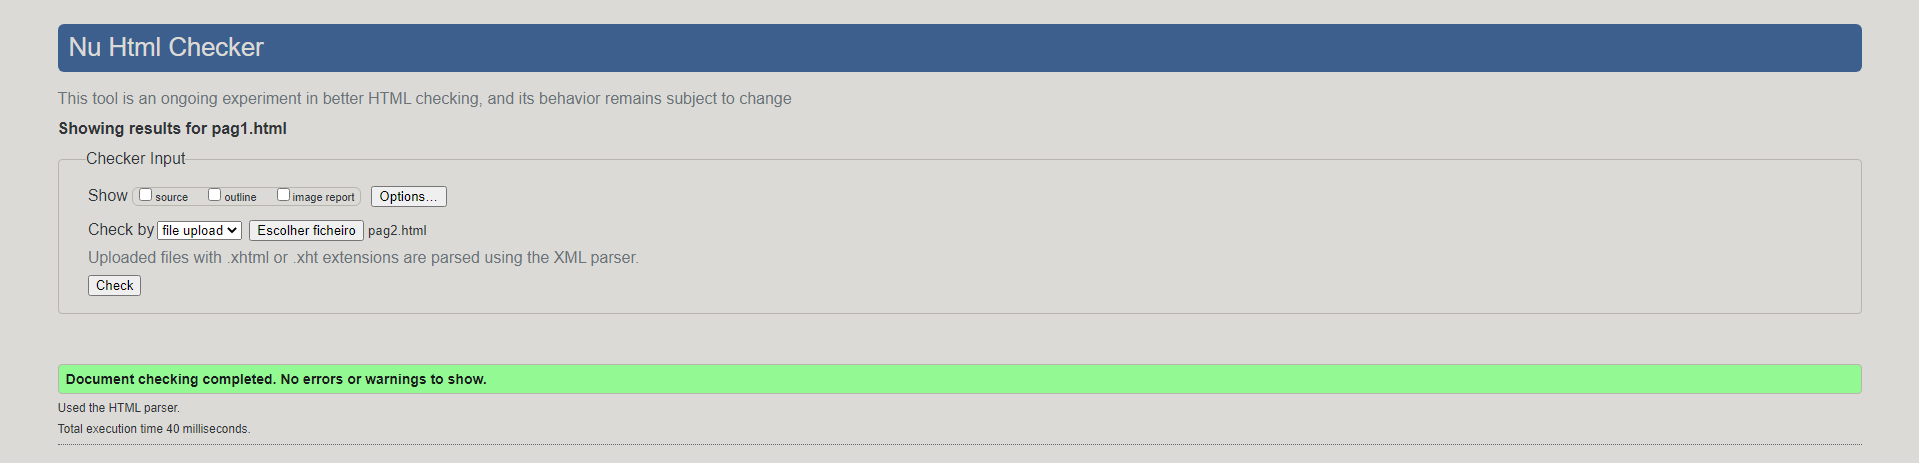 Nu Html Checker
This tool is an ongoing experiment in better HTML checking, and its behavior remains subject to change
Showing results for pag1.html
Checker Input
Show source outline image report Options...
Check by file upload Escolher ficheiro pag2.html
Uploaded files with .xhtml or .xht extensions are parsed using the XML parser.
Check
Document checking completed. No errors or warnings to show.
Used the HTML parser.
Total execution time 40 milliseconds.